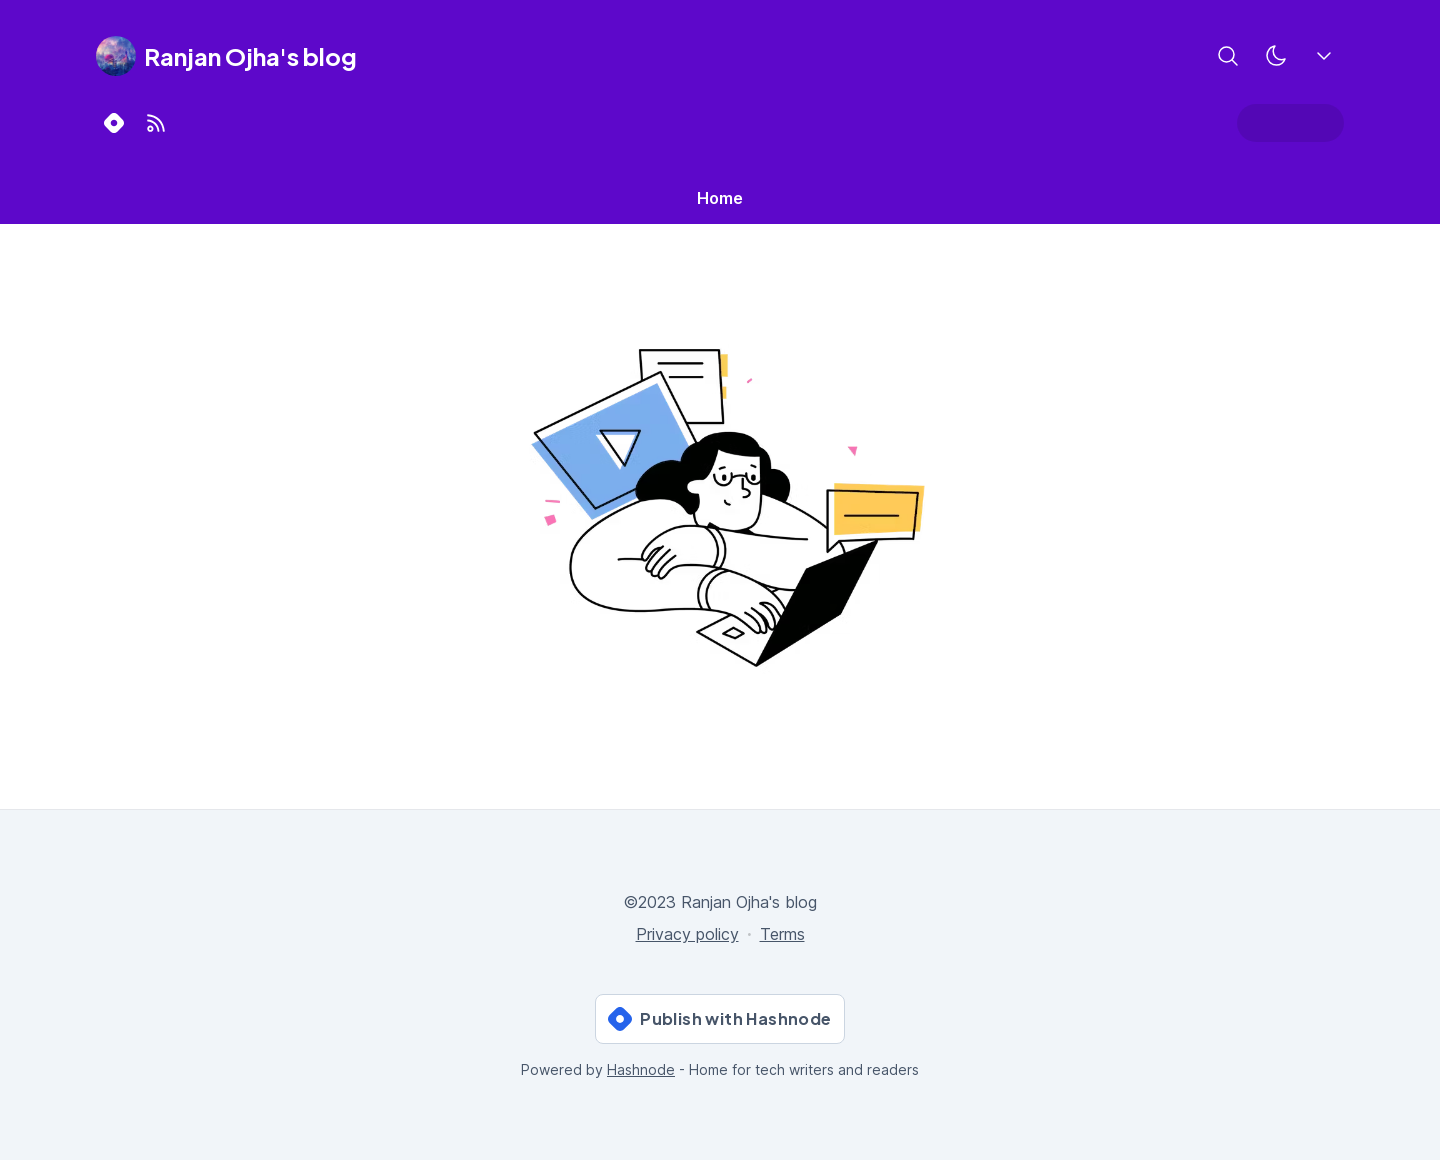 Ranjan Ojha's blog
Home
©2023 Ranjan Ojha's blog
Privacy policy · Terms
Publish with Hashnode
Powered by Hashnode - Home for tech writers and readers